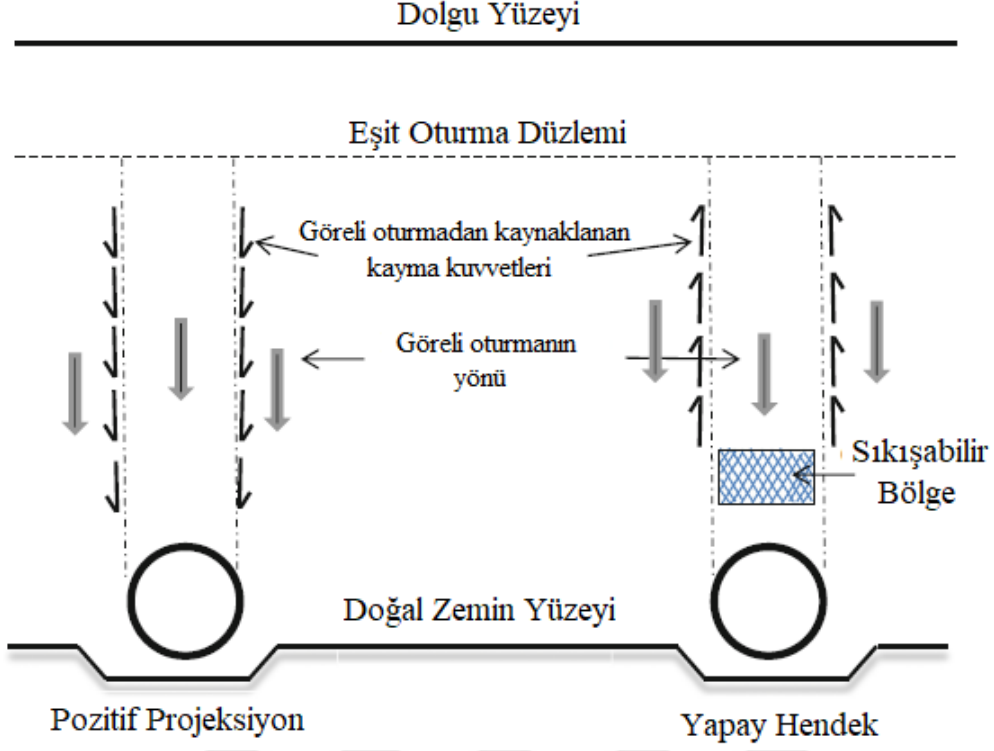 Dolgu Yüzeyi
Eşit Oturma Düzlemi
Göreli oturmadan kaynaklanan
kayma kuvvetleri
Göreli oturmanın
yönü
Sıkışabilir
Bölge
Doğal Zemin Yüzeyi
Pozitif Projeksiyon
Yapay Hendek